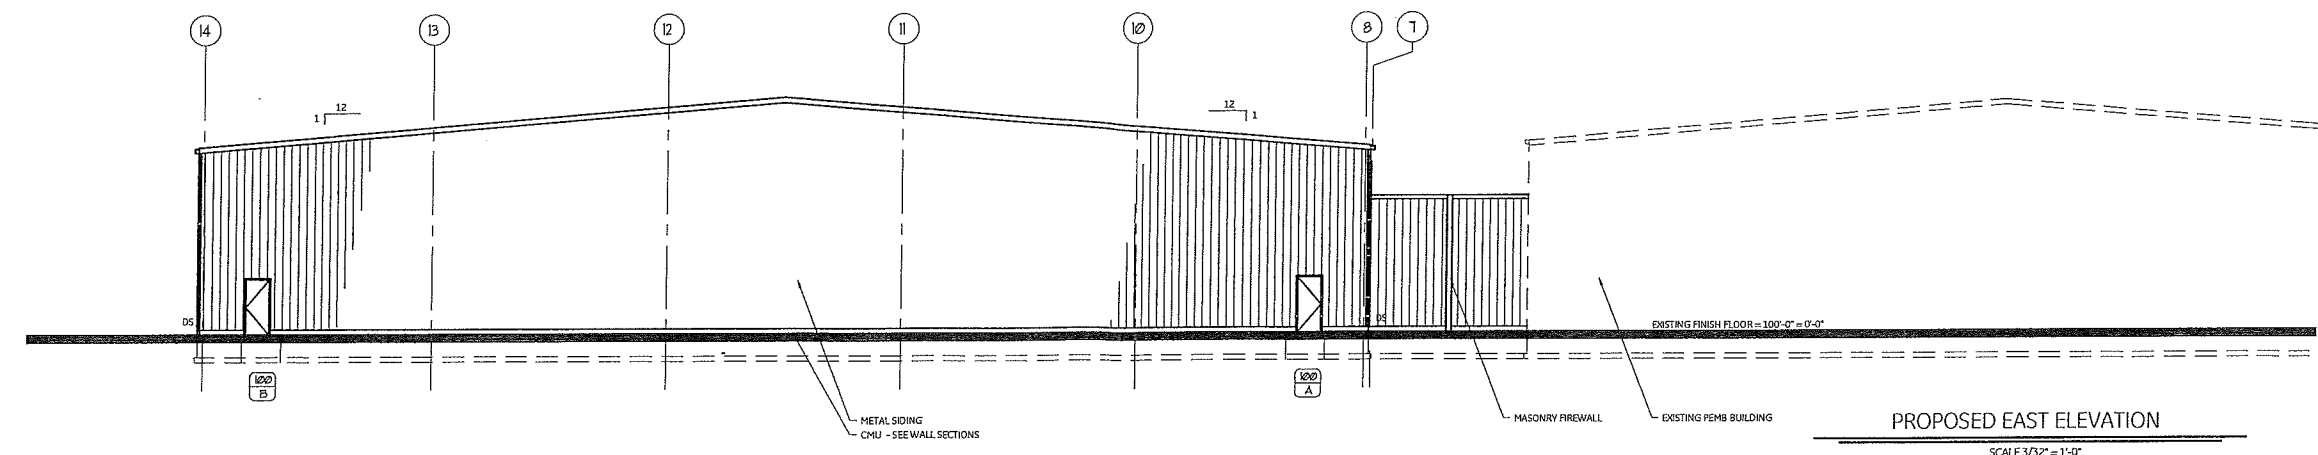 14
13
12
11
10
8
7
12
1
12
1
DS
DS
EXISTING FINISH FLOOR = 100'-0" = 0'-0"
100
B
100
A
METAL SIDING
CMU - SEE WALL SECTIONS
MASONRY FIREWALL
EXISTING PEMB BUILDING
PROPOSED EAST ELEVATION
SCALE 3/32" = 1'-0"